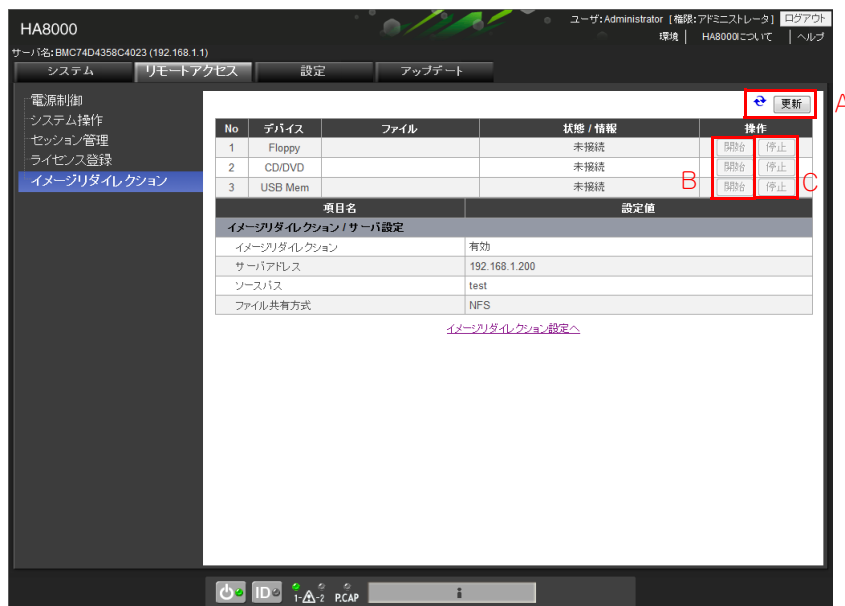 HA8000
ユーザ: Administrator [権限:アドミニストレータ] ログアウト
環境 | HA8000について | ヘルプ
サーバ名: BMC74D4358C4023 (192.168.1.1)
システム リモートアクセス 設定 アップデート
電源制御
システム操作
セッション管理
ライセンス登録
イメージリダイレクション
更新 A
No デバイス ファイル 状態 / 情報 操作
1 Floppy 未接続 開始 停止
2 CD/DVD 未接続 開始 停止
3 USB Mem 未接続 B 開始 停止 C
項目名 設定値
イメージリダイレクション / サーバ設定
イメージリダイレクション 有効
サーバアドレス 192.168.1.200
ソースパス test
ファイル共有方式 NFS
イメージリダイレクション設定へ
ID 1- -2 P.CAP i